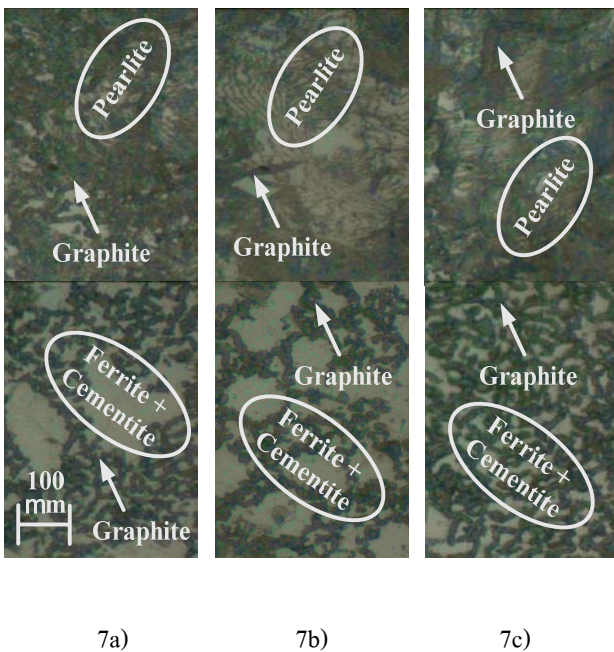 Pearlite
Graphite
Pearlite
Graphite
Graphite
Pearlite
Ferrite +
Cementite
100
mm
Graphite
Graphite
Ferrite +
Cementite
Graphite
Ferrite +
Cementite
7a)
7b)
7c)